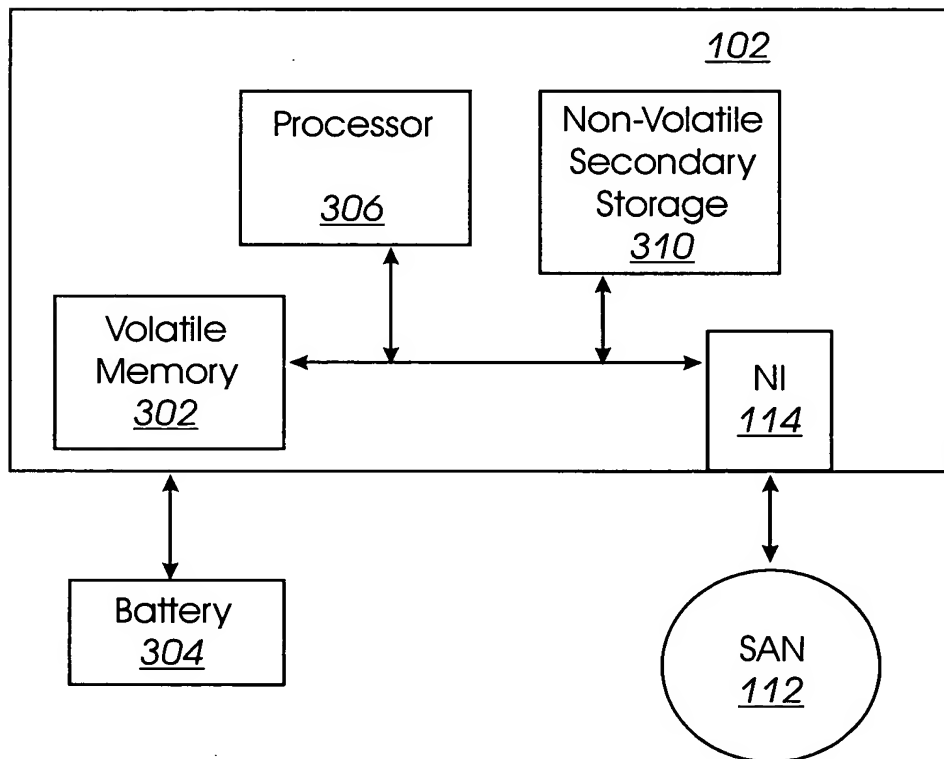 102
Processor
306
Non-Volatile
Secondary
Storage
310
Volatile
Memory
302
NI
114
Battery
304
SAN
112